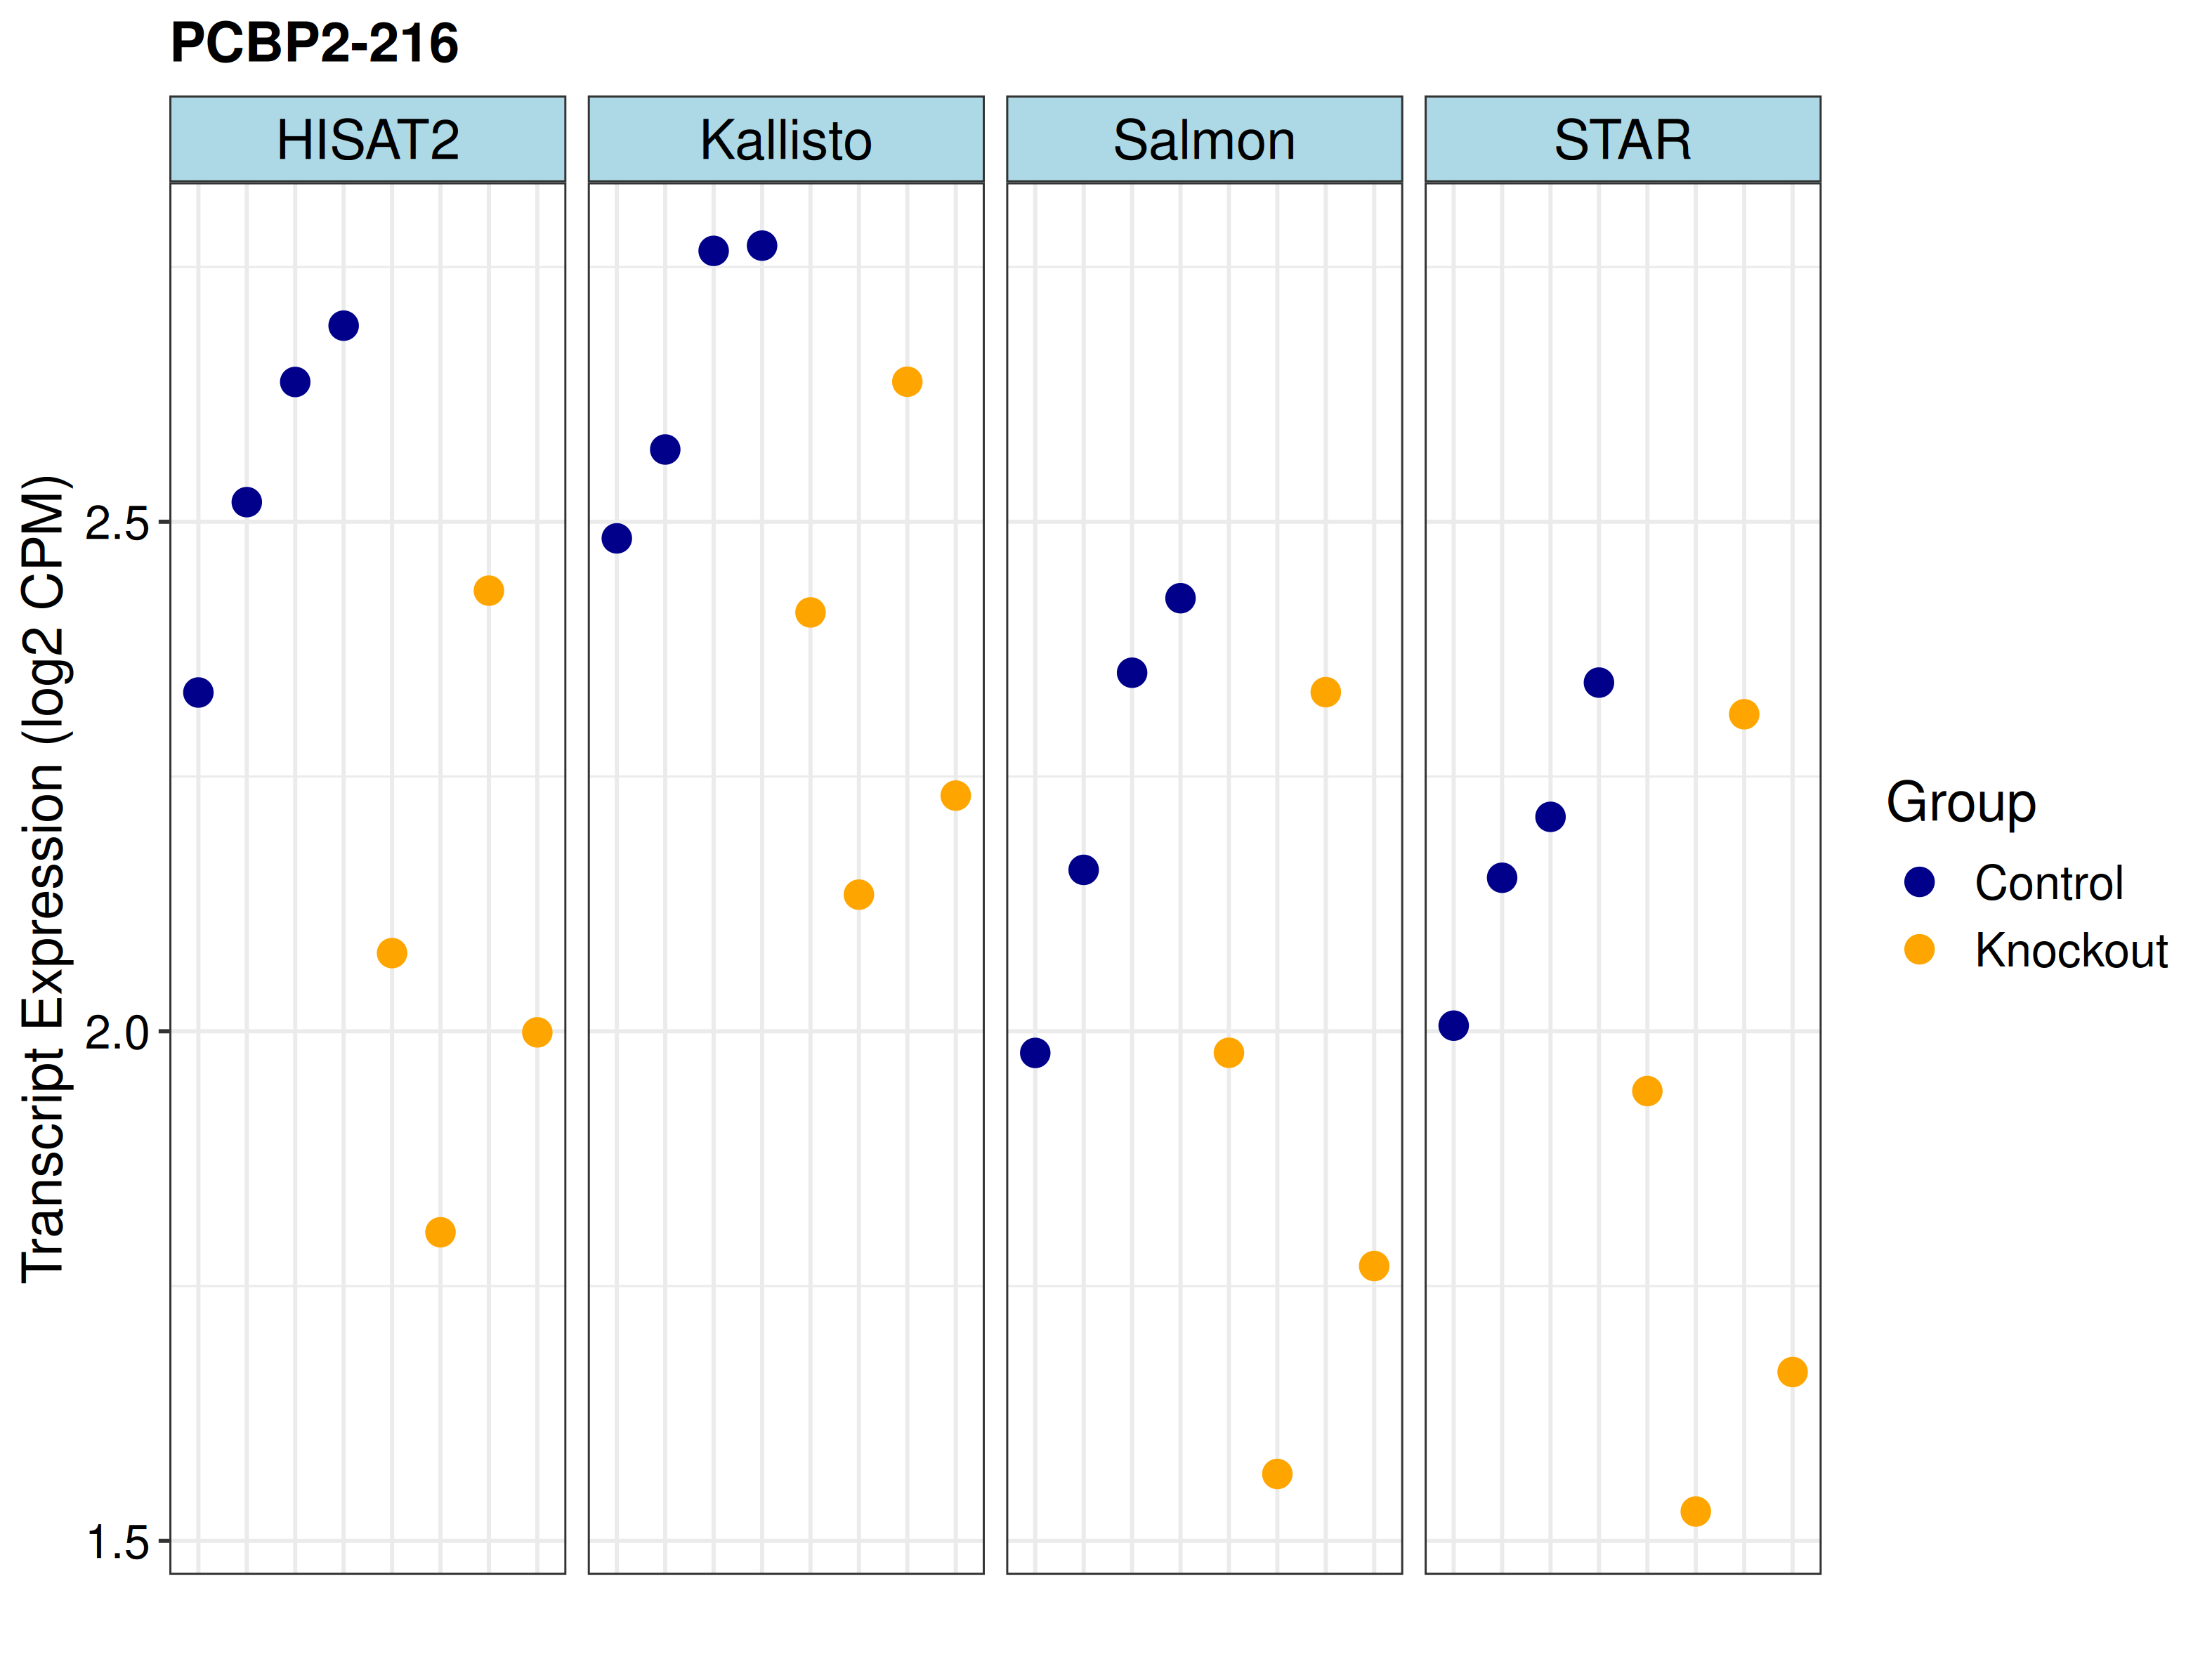 PCBP2-216
HISAT2 Kallisto Salmon STAR
Transcript Expression (log2 CPM)
2.5
2.0
1.5
Group
Control
Knockout